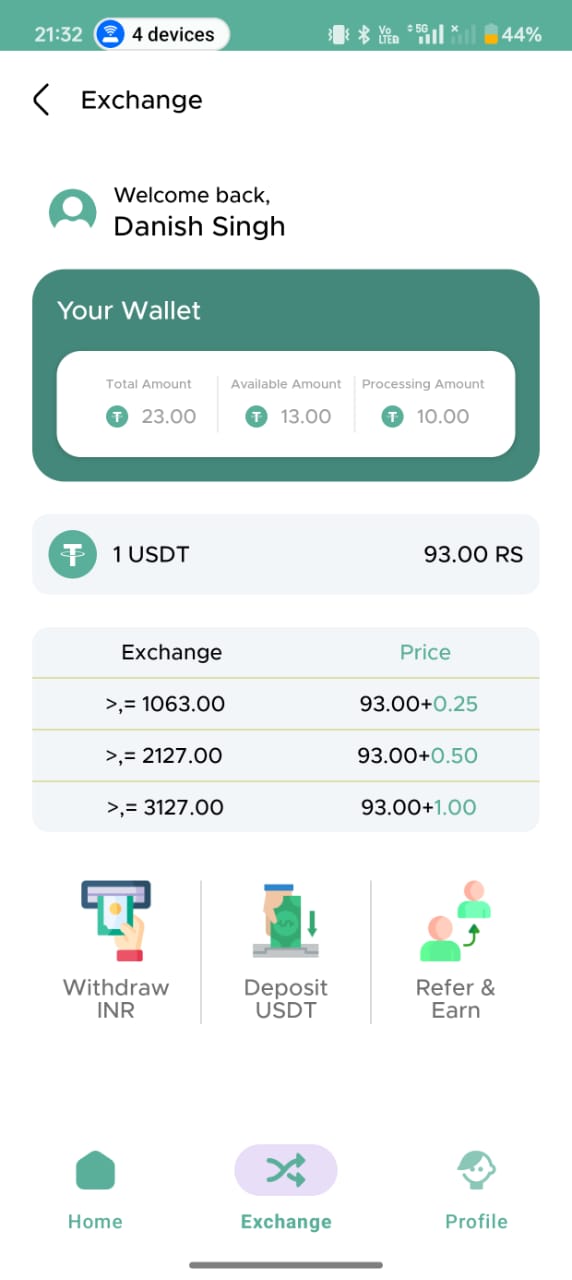 21:32 4 devices Vo LTE 5G 44%
Exchange
Welcome back,
Danish Singh
Your Wallet
Total Amount Available Amount Processing Amount
23.00 13.00 10.00
1 USDT 93.00 RS
Exchange Price
>,= 1063.00 93.00+0.25
>,= 2127.00 93.00+0.50
>,= 3127.00 93.00+1.00
Withdraw Deposit Refer &
INR USDT Earn
Home Exchange Profile